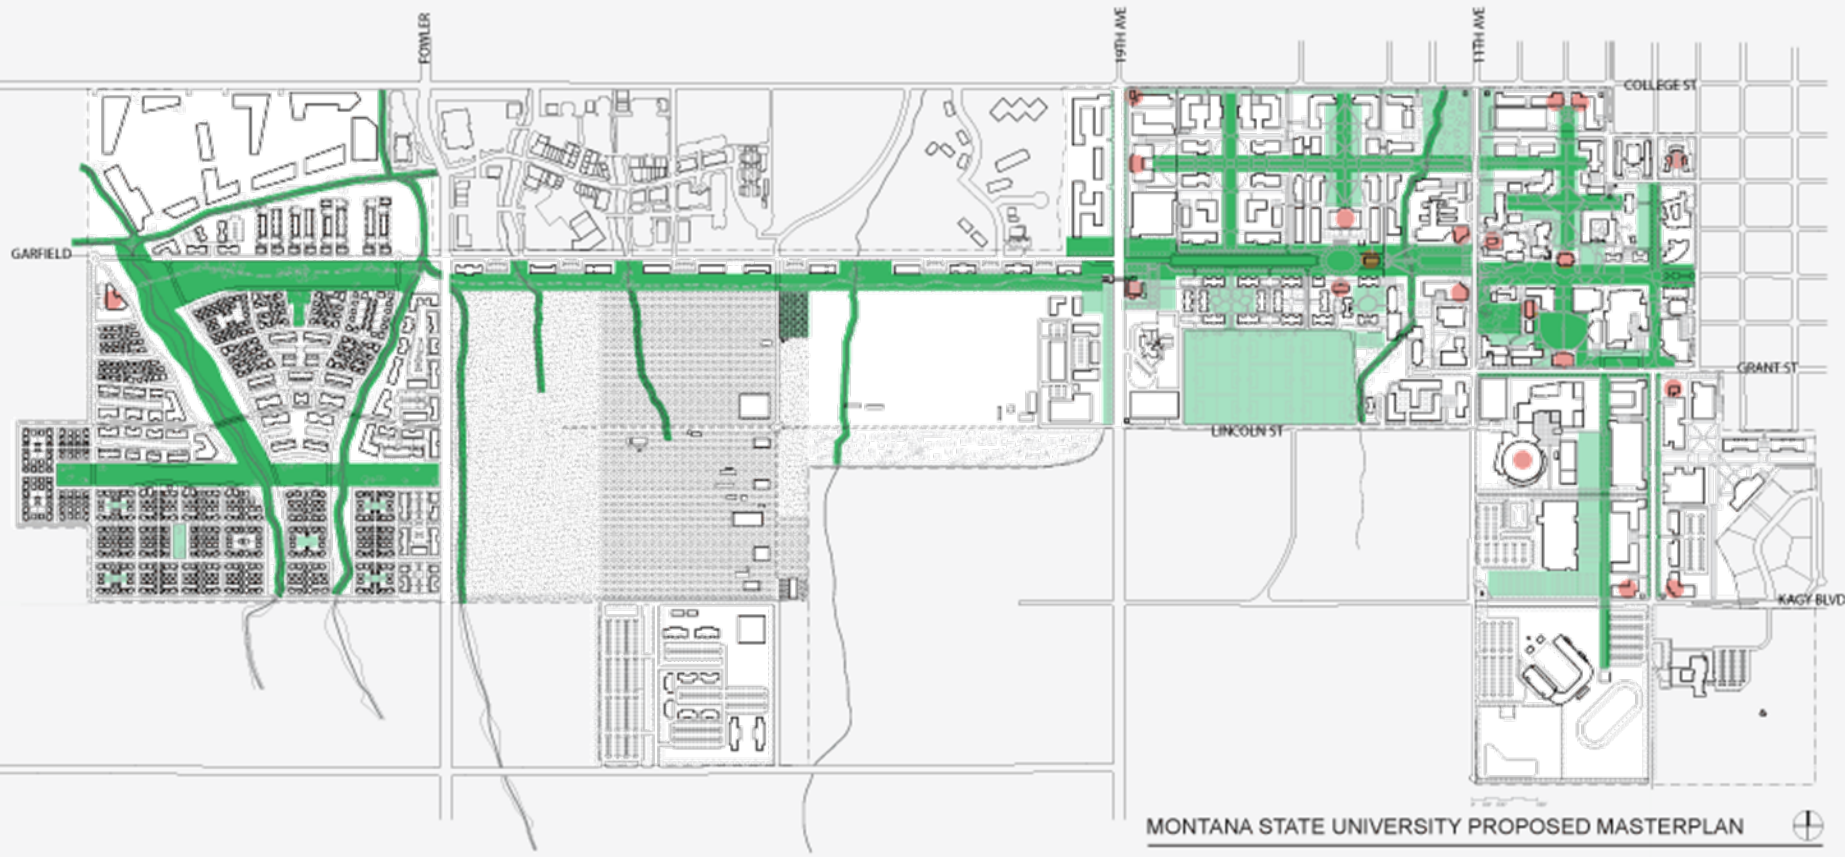 FOWLER
19TH AVE
11TH AVE
COLLEGE ST
GARFIELD
GRANT ST
LINCOLN ST
KAGY BLVD
MONTANA STATE UNIVERSITY PROPOSED MASTERPLAN